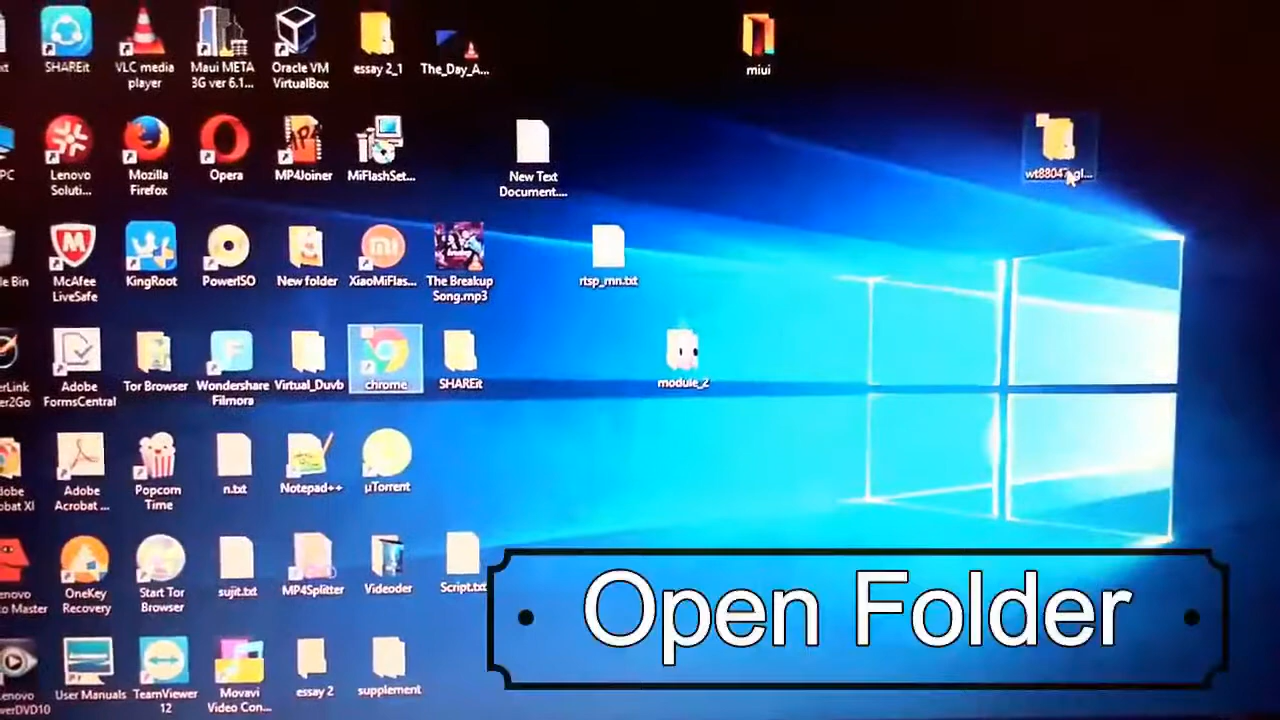 SHAREit
VLC media
player
Maui META
3G ver 6.1...
Oracle VM
VirtualBox
essay 2_1
The_Day_A...
miui
PC
Lenovo
Soluti...
Mozilla
Firefox
Opera
MP4
MP4Joiner
MiFlashSet...
New Text
Document....
McAfee
LiveSafe
KingRoot
PowerISO
New folder
XiaoMiFlas...
The Breakup
Song.mp3
rtsp_mn.txt
Adobe
FormsCentral
Tor Browser
Wondershare
Filmora
Virtual_Duvb
chrome
SHAREit
module_2
Adobe
Acrobat ...
Popcorn
Time
n.txt
Notepad++
µTorrent
OneKey
Recovery
Start Tor
Browser
sujit.txt
MP4Splitter
Videoder
Script.txt
User Manuals
TeamViewer
12
Movavi
Video Con...
essay 2
supplement
Open Folder